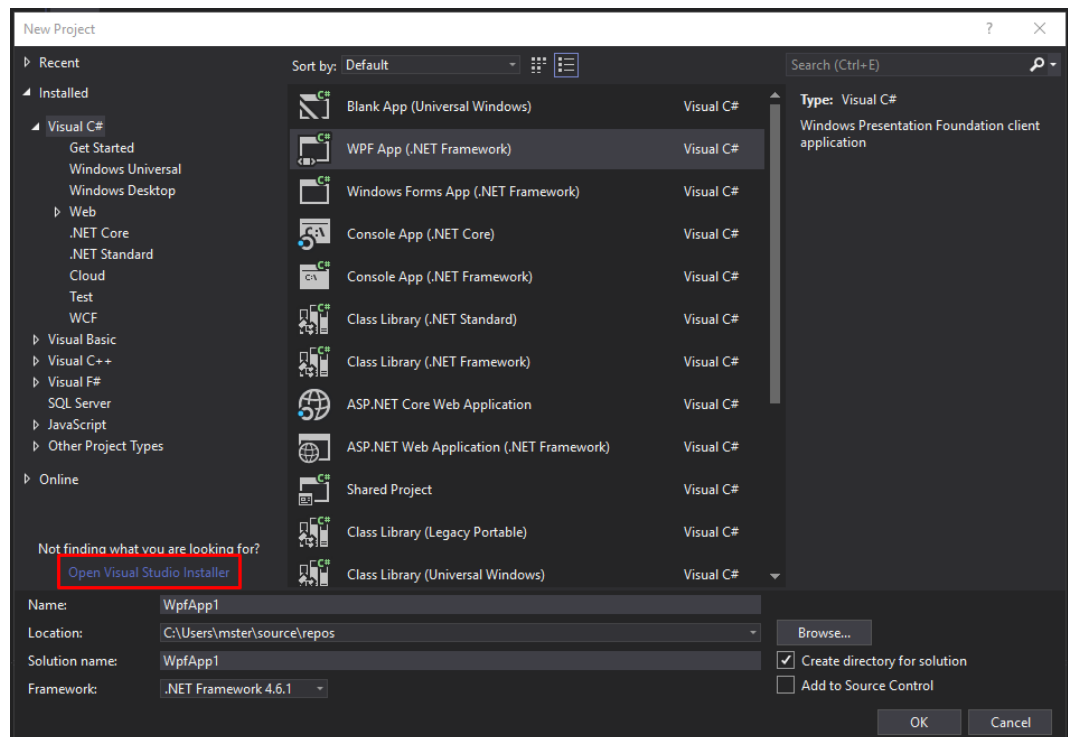 New Project
?
Recent
Installed
Visual C#
Get Started
Windows Universal
Windows Desktop
Web
.NET Core
.NET Standard
Cloud
Test
WCF
Visual Basic
Visual C++
Visual F#
SQL Server
JavaScript
Other Project Types
Online
Not finding what you are looking for?
Open Visual Studio Installer
Sort by: Default
Blank App (Universal Windows) Visual C#
WPF App (.NET Framework) Visual C#
Windows Forms App (.NET Framework) Visual C#
Console App (.NET Core) Visual C#
Console App (.NET Framework) Visual C#
Class Library (.NET Standard) Visual C#
Class Library (.NET Framework) Visual C#
ASP.NET Core Web Application Visual C#
ASP.NET Web Application (.NET Framework) Visual C#
Shared Project Visual C#
Class Library (Legacy Portable) Visual C#
Class Library (Universal Windows) Visual C#
Search (Ctrl+E)
Type: Visual C#
Windows Presentation Foundation client
application
Name: WpfApp1
Location: C:\Users\mster\source\repos
Browse...
Solution name: WpfApp1
Create directory for solution
Framework: .NET Framework 4.6.1
Add to Source Control
OK Cancel